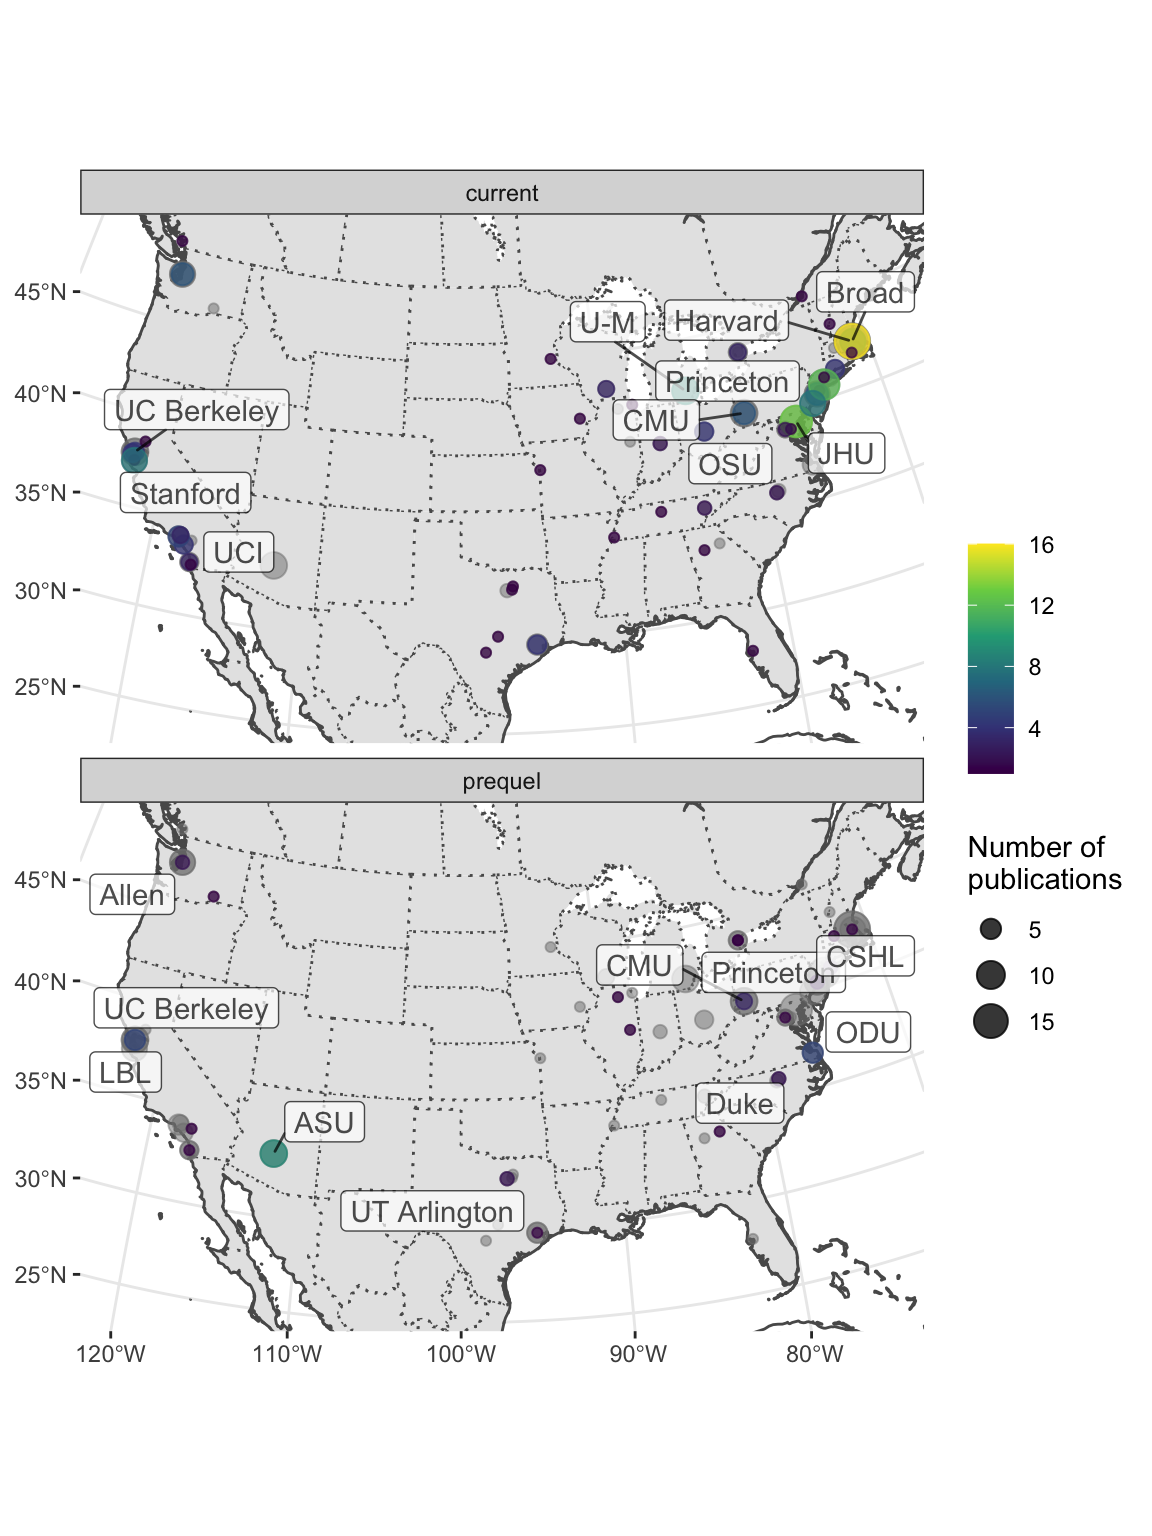 current
45°N
40°N
35°N
30°N
25°N
Broad
U-M
Harvard
Princeton
UC Berkeley
CMU
JHU
OSU
Stanford
UCI
16
12
8
4
prequel
Number of
publications
5
10
15
45°N
40°N
35°N
30°N
25°N
Allen
CSHL
CMU
Princeton
UC Berkeley
ODU
LBL
Duke
ASU
UT Arlington
120°W
110°W
100°W
90°W
80°W